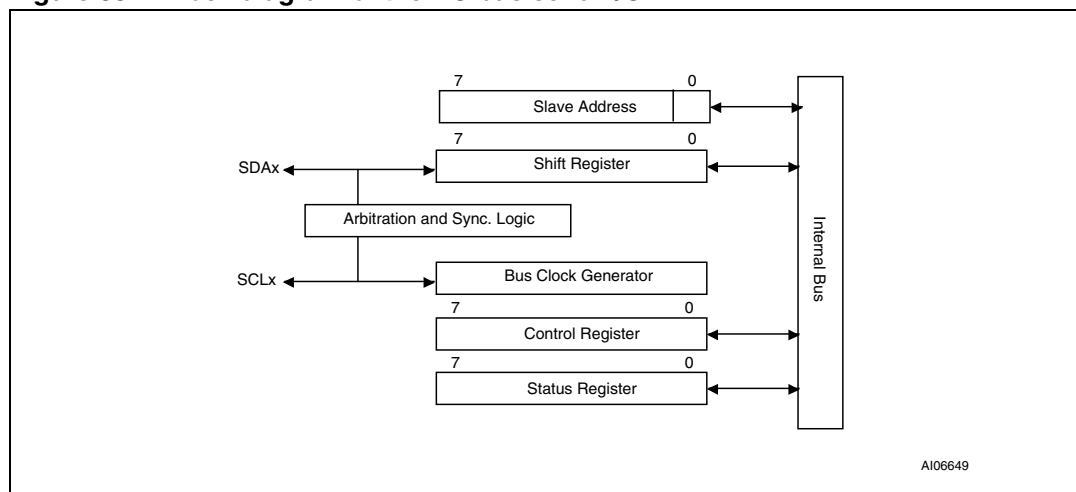 7 0
Slave Address
7 0
SDAx
Shift Register
Arbitration and Sync. Logic
SCLx
Bus Clock Generator
7 0
Control Register
7 0
Status Register
Internal Bus
AI06649